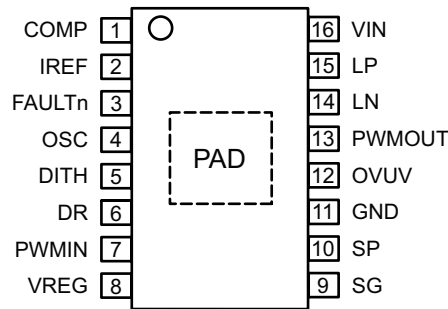 COMP 1 16 VIN
IREF 2 15 LP
FAULTn 3 14 LN
OSC 4 13 PWMOUT
PAD
DITH 5 12 OVUV
DR 6 11 GND
PWMIN 7 10 SP
VREG 8 9 SG